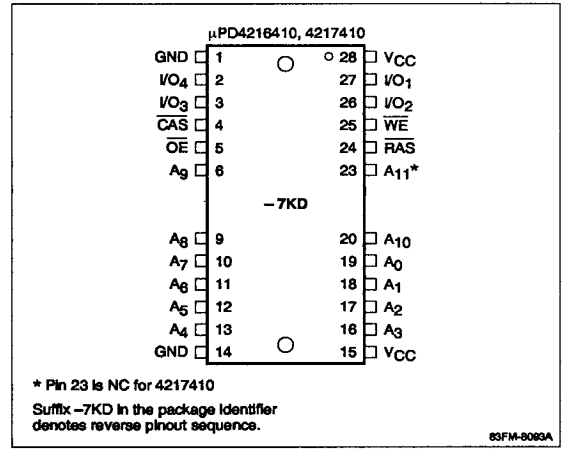 μPD4216410, 4217410
GND 1 28 VCC
I/O4 2 27 I/O1
I/O3 3 26 I/O2
CAS 4 25 WE
OE 5 24 RAS
A9 6 23 A11*
–7KD
A8 9 20 A10
A7 10 19 A0
A6 11 18 A1
A5 12 17 A2
A4 13 16 A3
GND 14 15 VCC
* Pin 23 is NC for 4217410
Suffix –7KD in the package identifier
denotes reverse pinout sequence.
83FM-8093A